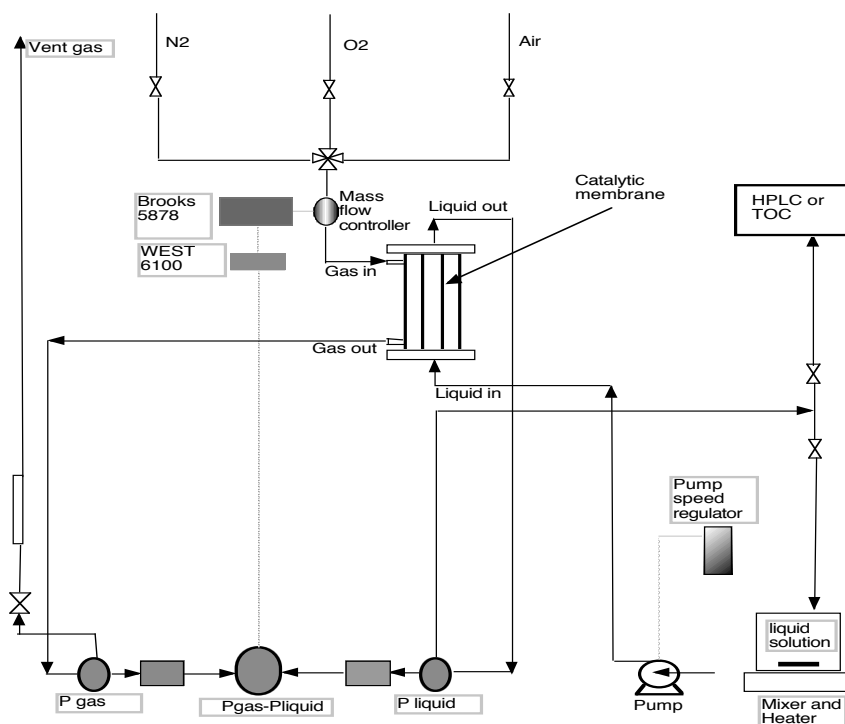 Vent gas
N2
O2
Air
Brooks
5878
Mass
flow
controller
WEST
6100
Gas in
Liquid out
Catalytic
membrane
HPLC or
TOC
Gas out
Liquid in
Pump
speed
regulator
liquid
solution
P gas
Pgas-Pliquid
P liquid
Pump
Mixer and
Heater